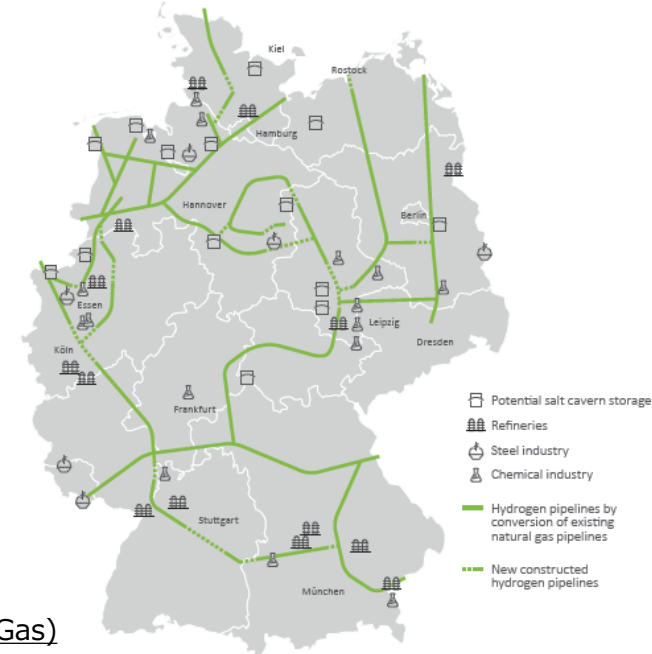 Kiel
Rostock
Hamburg
Hannover
Berlin
Essen
Leipzig
Köln
Dresden
Frankfurt
Stuttgart
München
Potential salt cavern storage
Refineries
Steel industry
Chemical industry
Hydrogen pipelines by
conversion of existing
natural gas pipelines
New constructed
hydrogen pipelines
Gas)